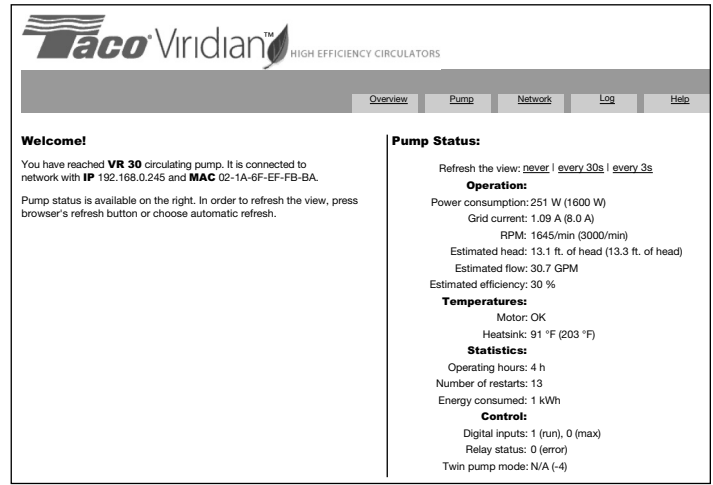 Taco® Viridian™ HIGH EFFICIENCY CIRCULATORS
Overview Pump Network Log Help
Welcome!
You have reached VR 30 circulating pump. It is connected to
network with IP 192.168.0.245 and MAC 02-1A-6F-EF-FB-BA.
Pump status is available on the right. In order to refresh the view, press
browser's refresh button or choose automatic refresh.
Pump Status:
Refresh the view: never | every 30s | every 3s
Operation:
Power consumption: 251 W (1600 W)
Grid current: 1.09 A (8.0 A)
RPM: 1645/min (3000/min)
Estimated head: 13.1 ft. of head (13.3 ft. of head)
Estimated flow: 30.7 GPM
Estimated efficiency: 30 %
Temperatures:
Motor: OK
Heatsink: 91 °F (203 °F)
Statistics:
Operating hours: 4 h
Number of restarts: 13
Energy consumed: 1 kWh
Control:
Digital inputs: 1 (run), 0 (max)
Relay status: 0 (error)
Twin pump mode: N/A (-4)